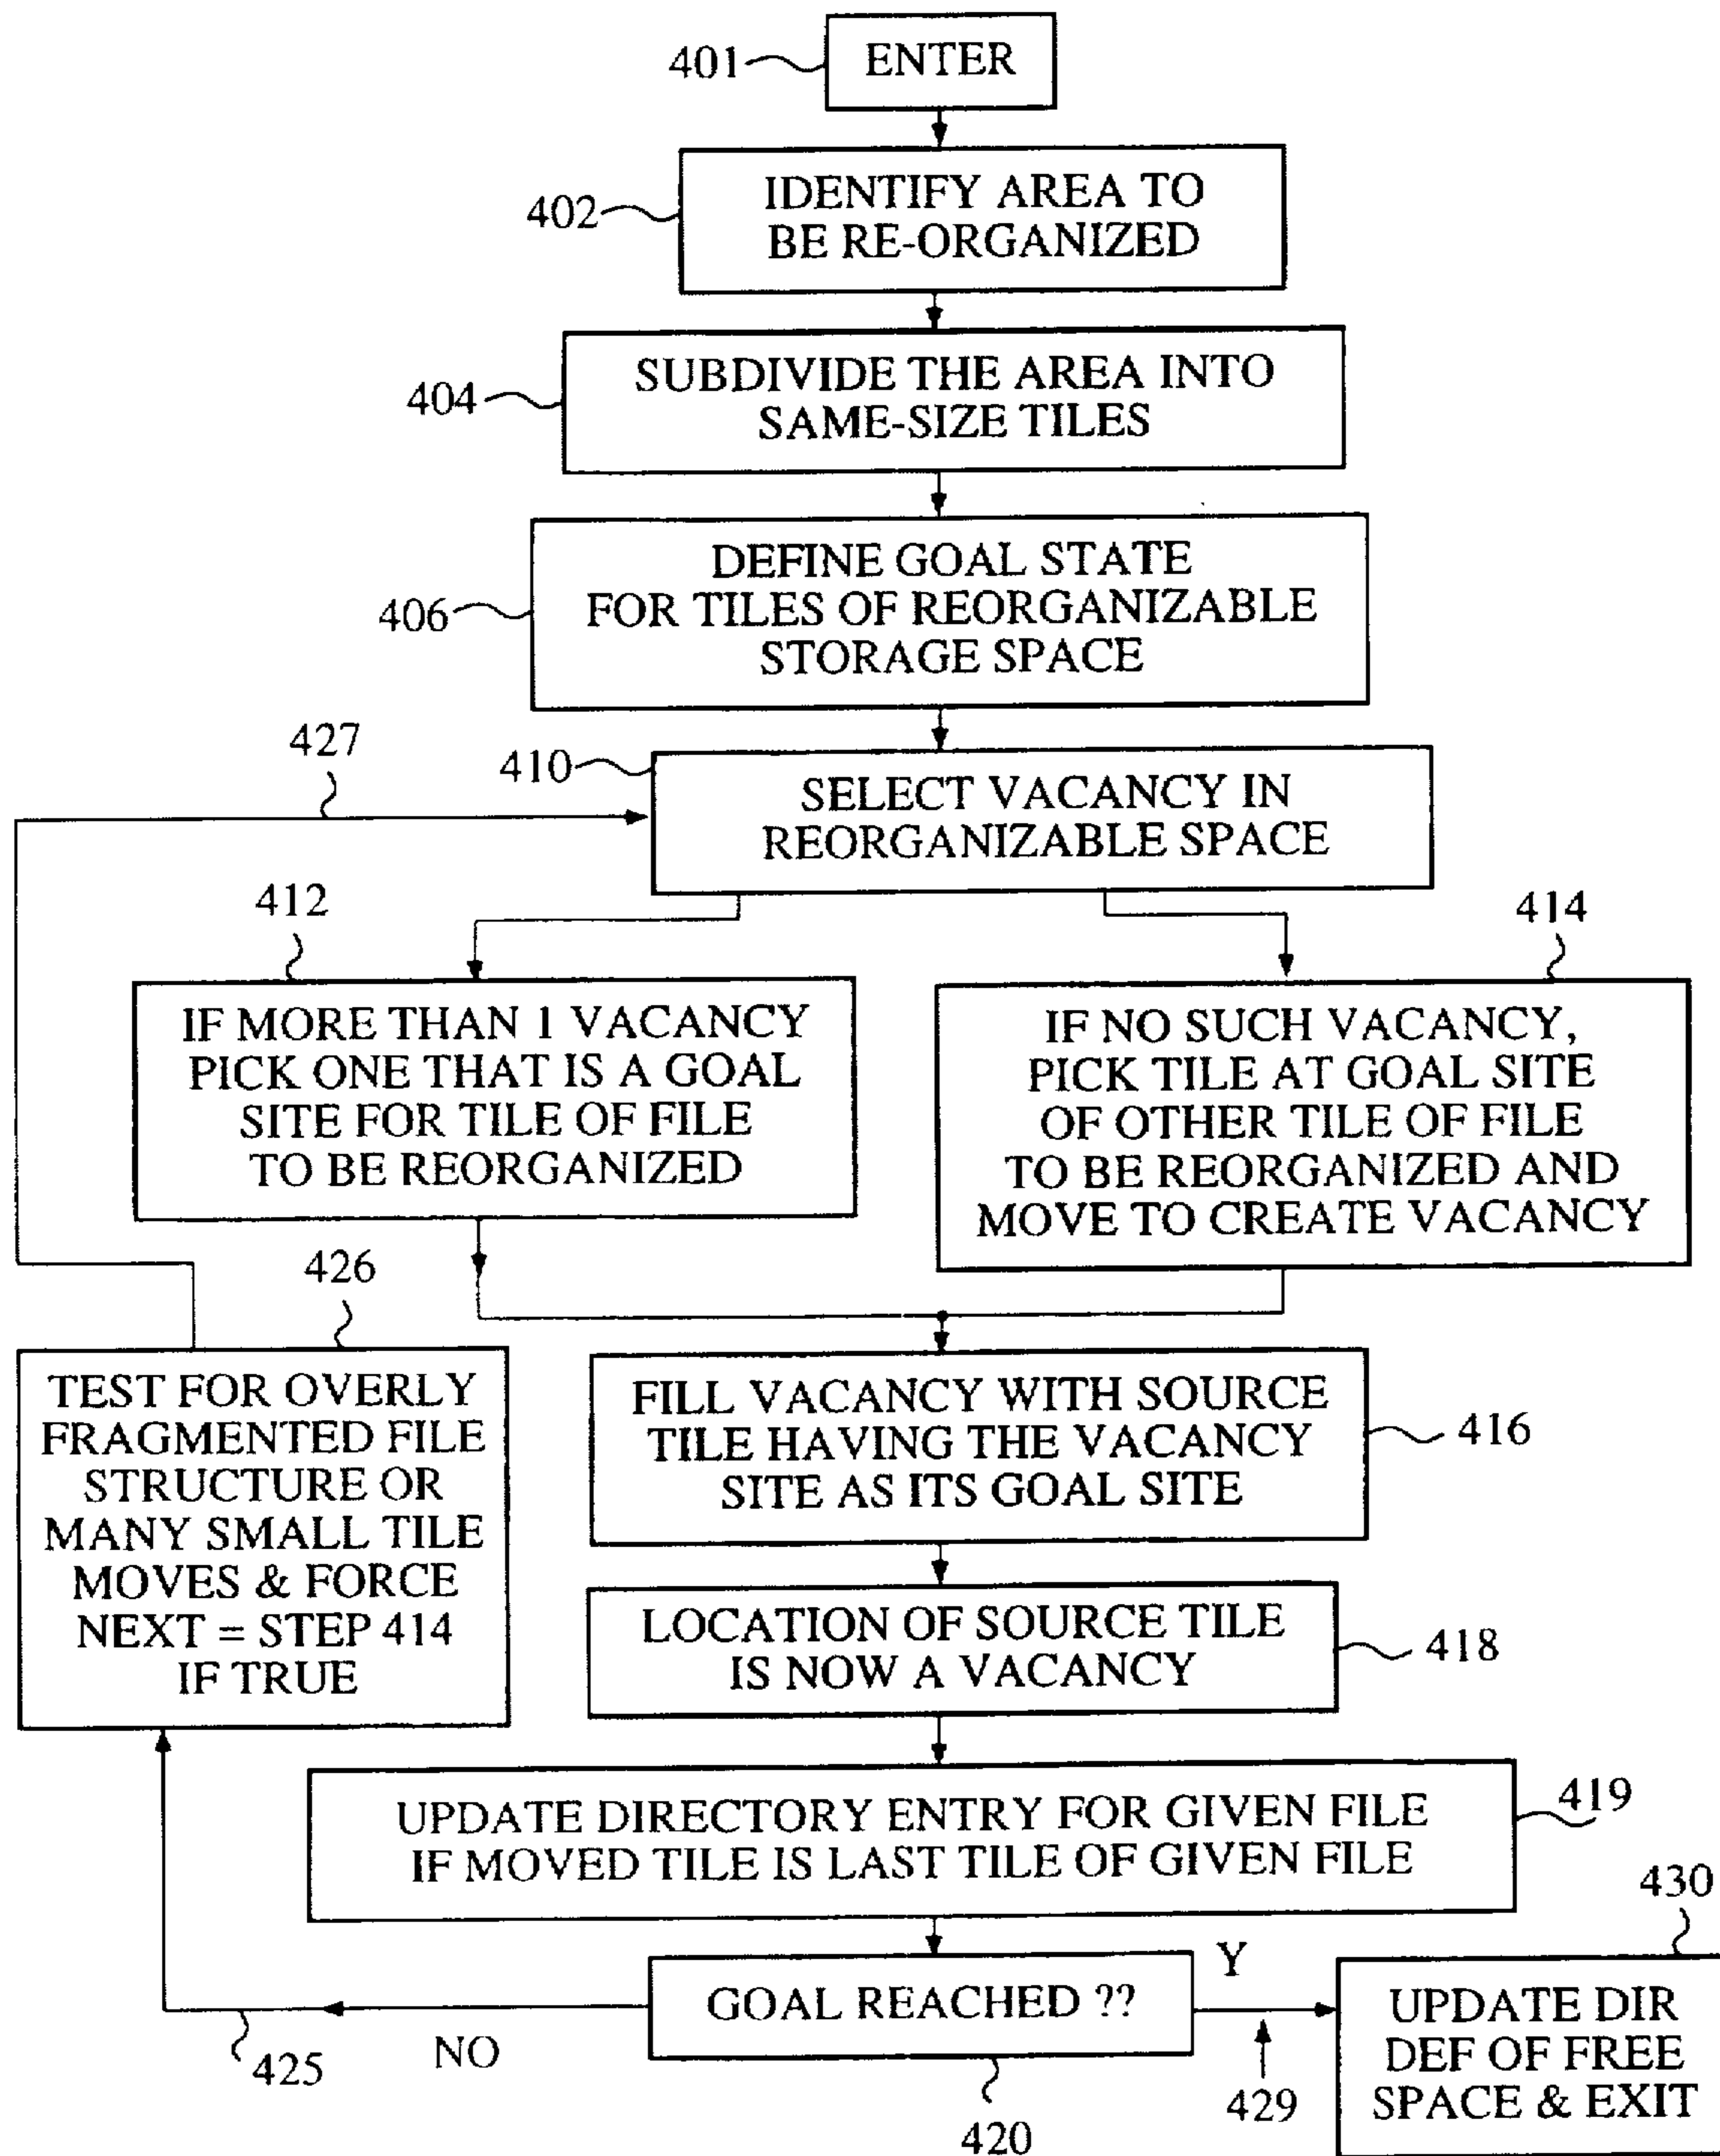 401
ENTER
402
IDENTIFY AREA TO
BE RE-ORGANIZED
404
SUBDIVIDE THE AREA INTO
SAME-SIZE TILES
406
DEFINE GOAL STATE
FOR TILES OF REORGANIZABLE
STORAGE SPACE
427
410
SELECT VACANCY IN
REORGANIZABLE SPACE
412
IF MORE THAN 1 VACANCY
PICK ONE THAT IS A GOAL
SITE FOR TILE OF FILE
TO BE REORGANIZED
414
IF NO SUCH VACANCY,
PICK TILE AT GOAL SITE
OF OTHER TILE OF FILE
TO BE REORGANIZED AND
MOVE TO CREATE VACANCY
426
TEST FOR OVERLY
FRAGMENTED FILE
STRUCTURE OR
MANY SMALL TILE
MOVES & FORCE
NEXT = STEP 414
IF TRUE
FILL VACANCY WITH SOURCE
TILE HAVING THE VACANCY
SITE AS ITS GOAL SITE
416
LOCATION OF SOURCE TILE
IS NOW A VACANCY
418
UPDATE DIRECTORY ENTRY FOR GIVEN FILE
IF MOVED TILE IS LAST TILE OF GIVEN FILE
419
GOAL REACHED ??
420
NO
425
Y
429
430
UPDATE DIR
DEF OF FREE
SPACE & EXIT